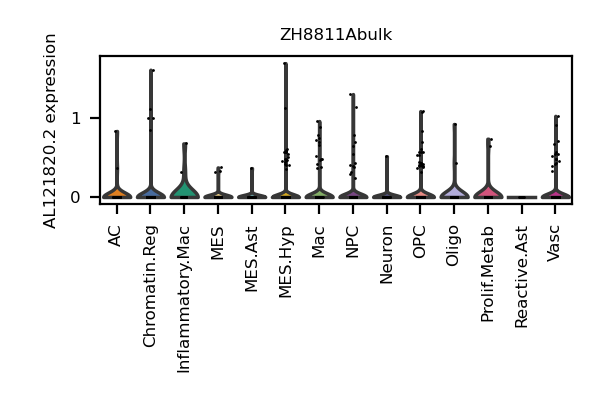 ZH8811Abulk
AL121820.2 expression
1
0
AC
Chromatin.Reg
Inflammatory.Mac
MES
MES.Ast
MES.Hyp
Mac
NPC
Neuron
OPC
Oligo
Prolif.Metab
Reactive.Ast
Vasc